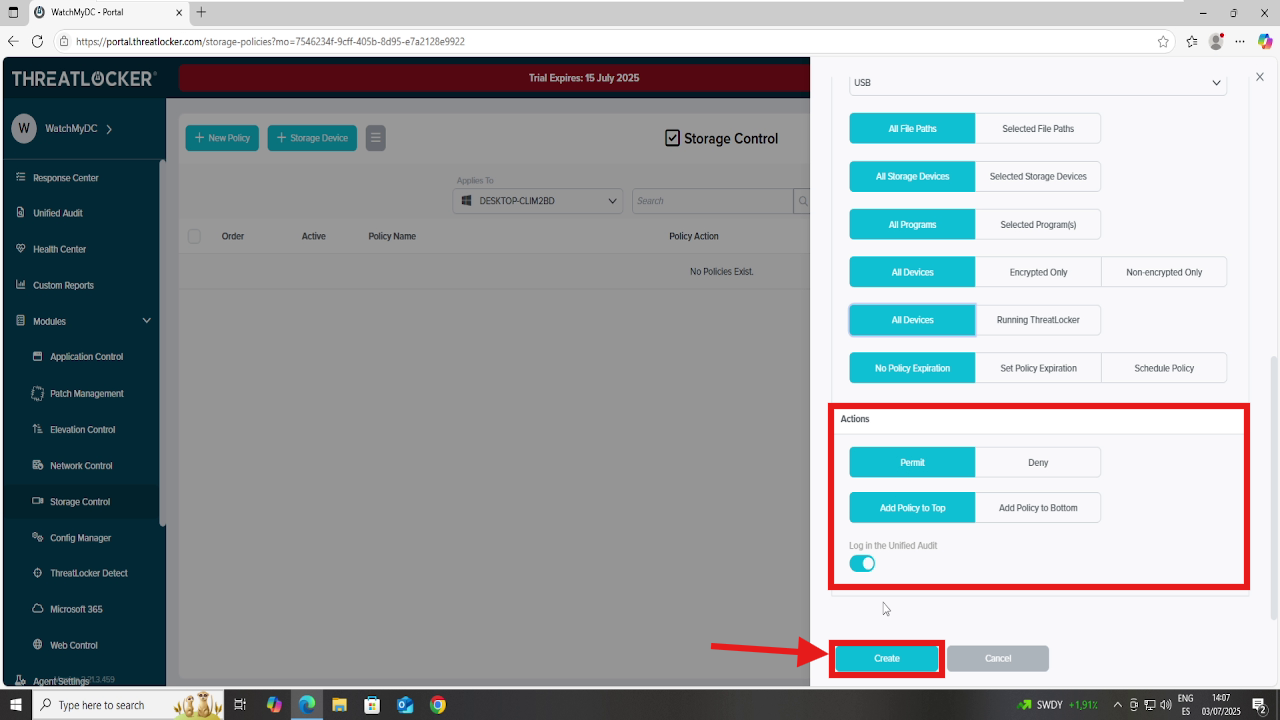 WatchMyDC
https://portal.threatlocker.com/storage-policies?mo=7546234f-9cff-405b-8d95-e7a2128e9922
THREATLOCKER
Trial Expires: 15 July 2025
W WatchMyDC
Response Center
Unified Audit
Health Center
Custom Reports
Modules
Application Control
Patch Management
Elevation Control
Network Control
Storage Control
Config Manager
ThreatLocker Detect
Microsoft 365
Web Control
Agent Settings
New Policy
Storage Device
Storage Control
Applies To
DESKTOP-CLIM2BD
Search
Order Active Policy Name Policy Action
No Policies Exist.
USB
All File Paths Selected File Paths
All Storage Devices Selected Storage Devices
All Programs Selected Program(s)
All Devices Encrypted Only Non-encrypted Only
All Devices Running ThreatLocker
No Policy Expiration Set Policy Expiration Schedule Policy
Actions
Permit Deny
Add Policy to Top Add Policy to Bottom
Log in the Unified Audit
Create Cancel
Type here to search
SWDY +1,91%
ENG
ES
14:07
03/07/2025